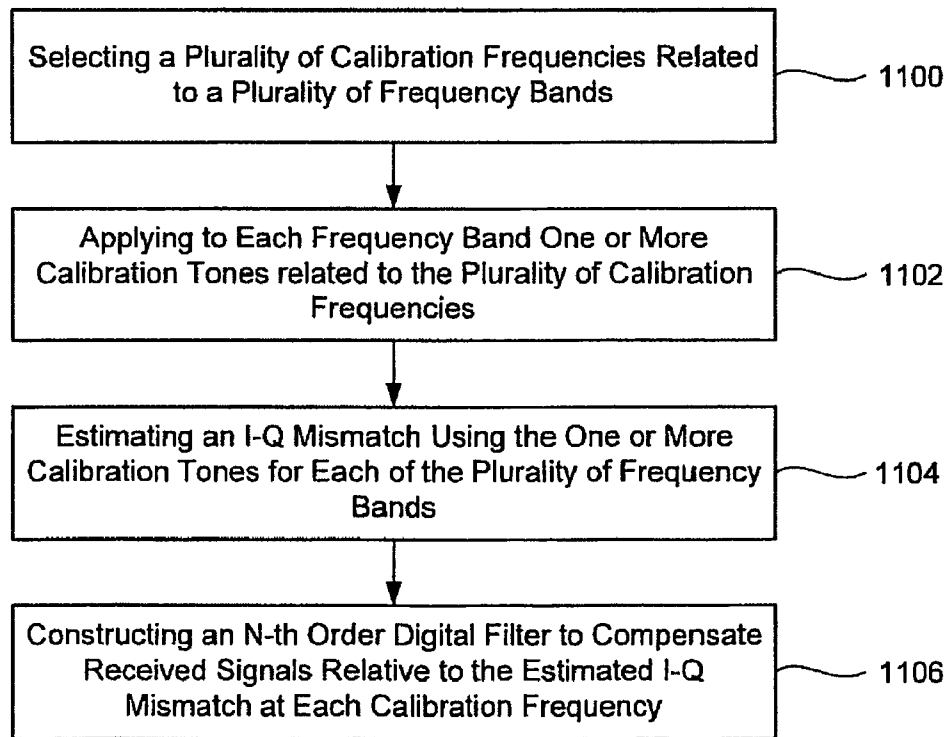 Selecting a Plurality of Calibration Frequencies Related
to a Plurality of Frequency Bands
1100
Applying to Each Frequency Band One or More
Calibration Tones related to the Plurality of Calibration
Frequencies
1102
Estimating an I-Q Mismatch Using the One or More
Calibration Tones for Each of the Plurality of Frequency
Bands
1104
Constructing an N-th Order Digital Filter to Compensate
Received Signals Relative to the Estimated I-Q
Mismatch at Each Calibration Frequency
1106